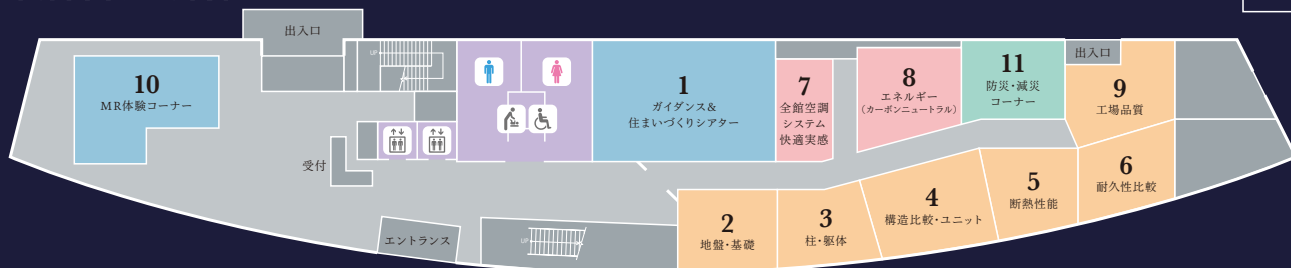 出入口
UP
10
MR体験コーナー
1
ガイダンス&
住まいづくりシアター
7
全館空調
システム
快適実感
8
エネルギー
(カーボンニュートラル)
11
防災・減災
コーナー
出入口
9
工場品質
受付
エントランス
UP
2
地盤・基礎
3
柱・躯体
4
構造比較・ユニット
5
断熱性能
6
耐久性比較